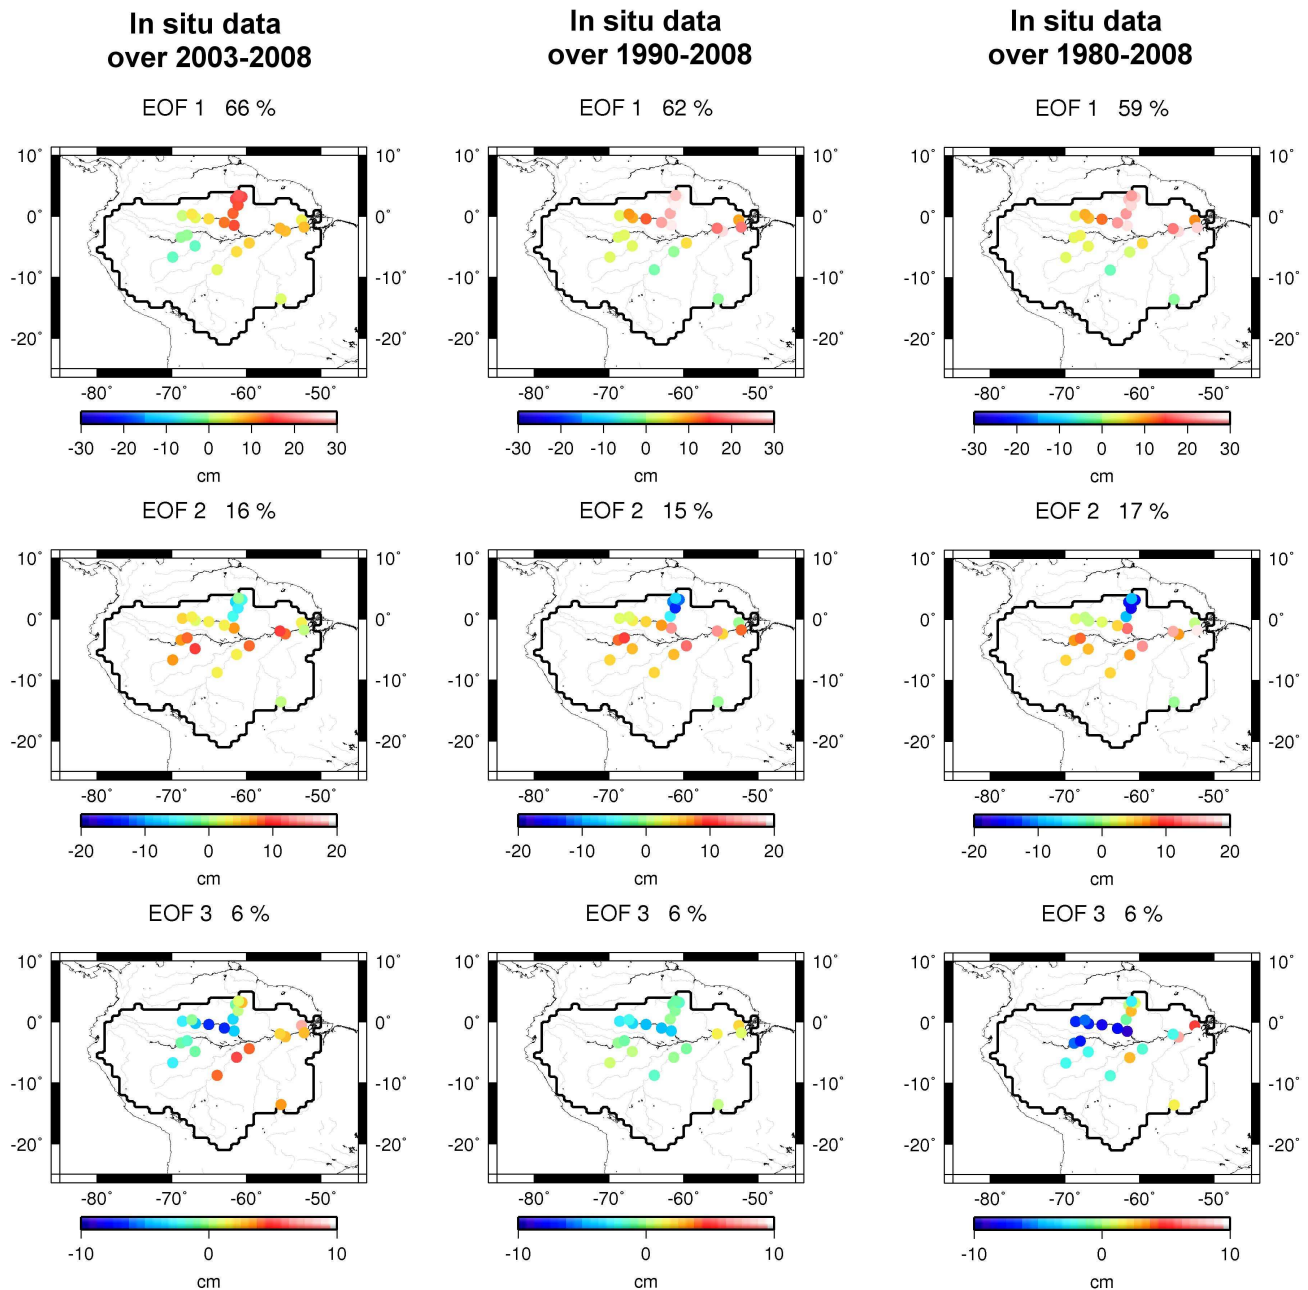 In situ data
over 2003-2008
In situ data
over 1990-2008
In situ data
over 1980-2008
EOF 1 66 %
EOF 1 62 %
EOF 1 59 %
10° 10° 10° 10° 10° 10°
0° 0° 0° 0° 0° 0°
-10° -10° -10° -10° -10° -10°
-20° -20° -20° -20° -20° -20°
-80 -70° -60° -50° -80 -70° -60° -50° -80 -70° -60° -50°
-30 -20 -10 0 10 20 30 -30 -20 -10 0 10 20 30 -30 -20 -10 0 10 20 30
cm cm cm
EOF 2 16 %
EOF 2 15 %
EOF 2 17 %
10° 10° 10° 10° 10° 10°
0° 0° 0° 0° 0° 0°
-10° -10° -10° -10° -10° -10°
-20° -20° -20° -20° -20° -20°
-80 -70° -60° -50° -80 -70° -60° -50° -80 -70° -60° -50°
-20 -10 0 10 20 -20 -10 0 10 20 -20 -10 0 10 20
cm cm cm
EOF 3 6 %
EOF 3 6 %
EOF 3 6 %
10° 10° 10° 10° 10° 10°
0° 0° 0° 0° 0° 0°
-10° -10° -10° -10° -10° -10°
-20° -20° -20° -20° -20° -20°
-80 -70° -60° -50° -80 -70° -60° -50° -80 -70° -60° -50°
-10 0 10 -10 0 10 -10 0 10
cm cm cm